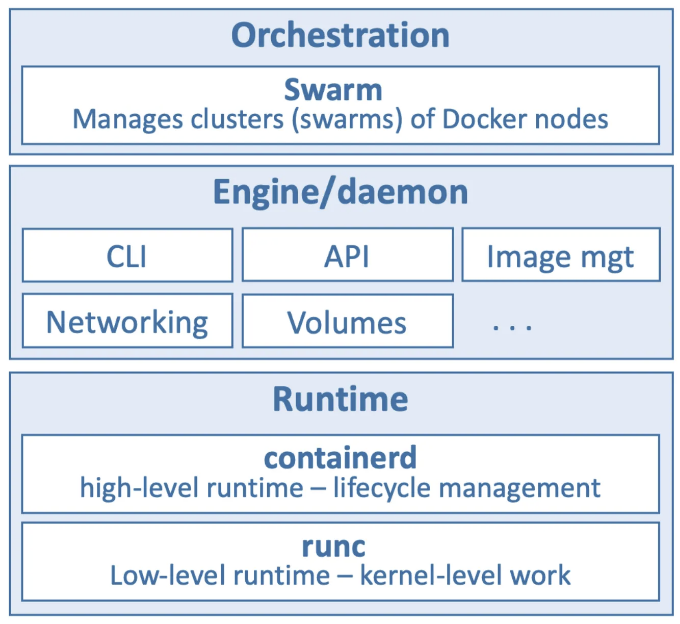 Orchestration
Swarm
Manages clusters (swarms) of Docker nodes
Engine/daemon
CLI
API
Image mgt
Networking
Volumes
. . .
Runtime
containerd
high-level runtime – lifecycle management
runc
Low-level runtime – kernel-level work